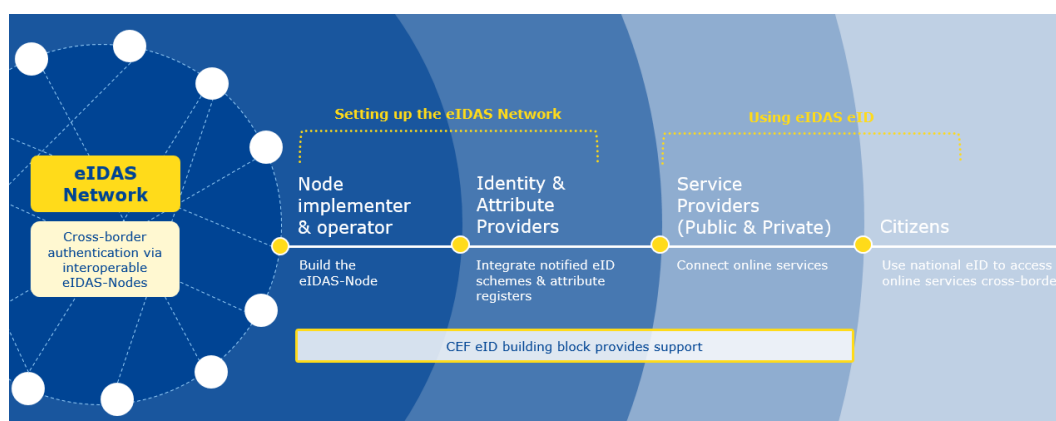 Setting up the eIDAS Network
Using eIDAS eID
eIDAS
Network
Cross-border
authentication via
interoperable
eIDAS-Nodes
Node
implementer
& operator
Build the
eIDAS-Node
Identity &
Attribute
Providers
Integrate notified eID
schemes & attribute
registers
Service
Providers
(Public & Private)
Connect online services
Citizens
Use national eID to access
online services cross-borde
CEF eID building block provides support